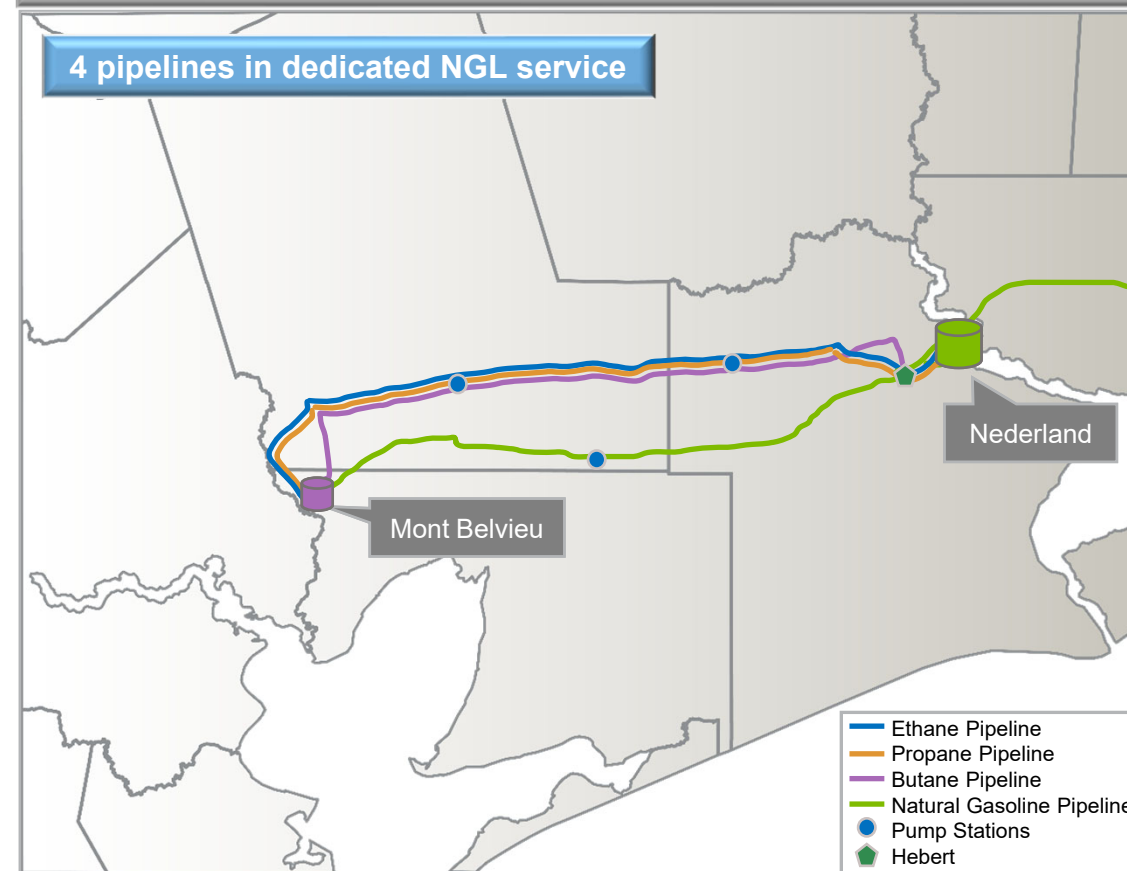 4 pipelines in dedicated NGL service
Nederland
Mont Belvieu
Ethane Pipeline
Propane Pipeline
Butane Pipeline
Natural Gasoline Pipeline
Pump Stations
Hebert